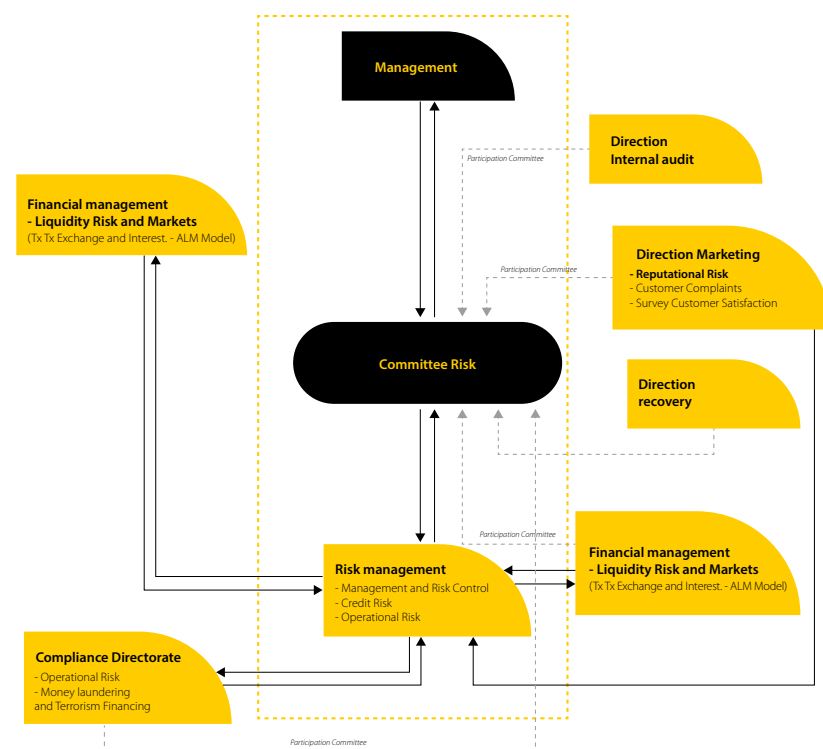 Management
Direction
Internal audit
Participation Committee
Financial management
- Liquidity Risk and Markets
(Tx Tx Exchange and Interest. - ALM Model)
Direction Marketing
- Reputational Risk
- Customer Complaints
- Survey Customer Satisfaction
Participation Committee
Committee Risk
Direction
recovery
Participation Committee
Financial management
- Liquidity Risk and Markets
(Tx Tx Exchange and Interest. - ALM Model)
Risk management
- Management and Risk Control
- Credit Risk
- Operational Risk
Compliance Directorate
- Operational Risk
- Money laundering
and Terrorism Financing
Participation Committee